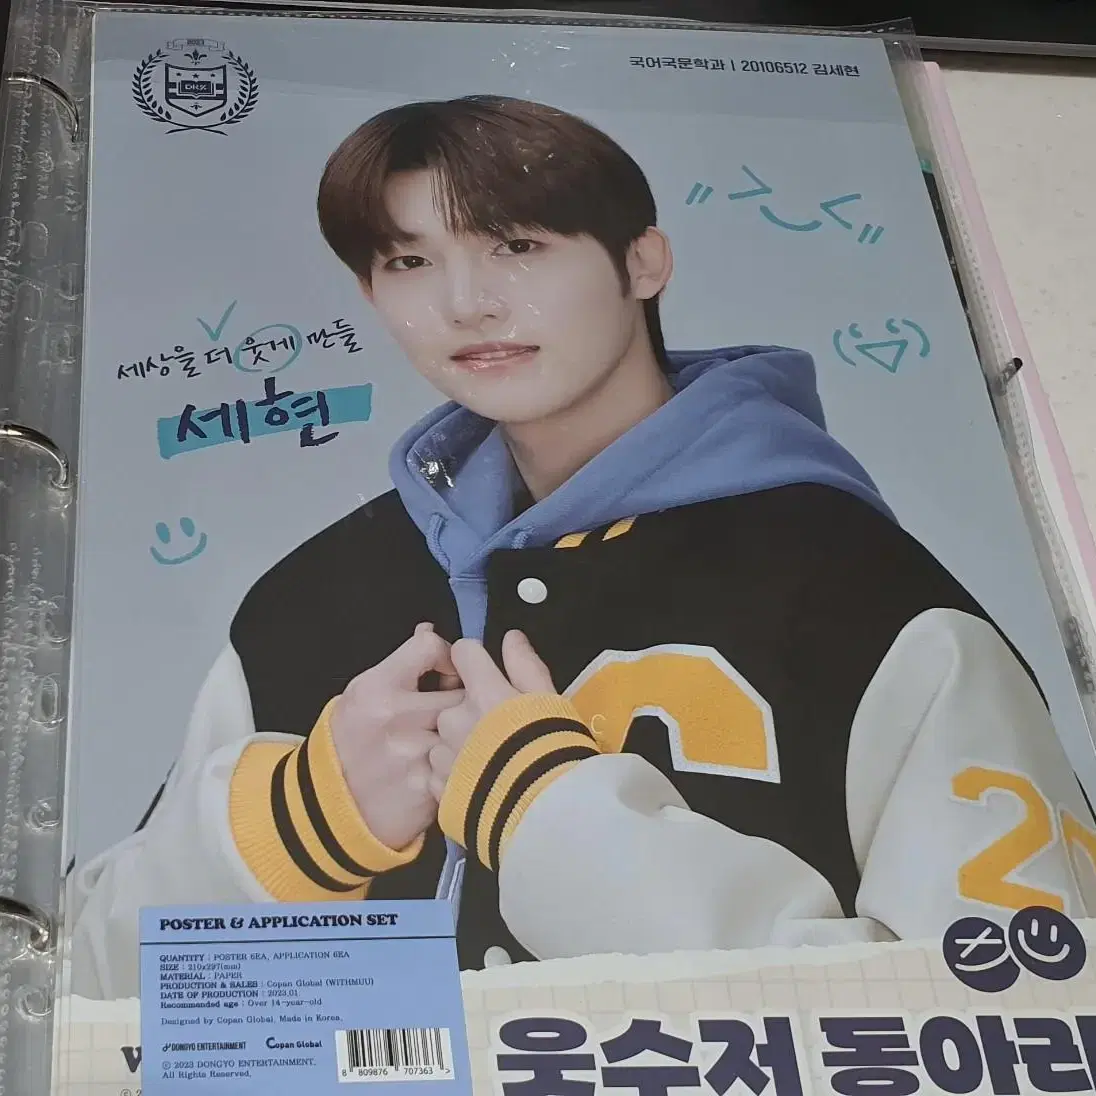 2023
DKX
국어국문학과 | 20106512 김세현
세상을 더 웃게 만들
세현
C
2
POSTER & APPLICATION SET
QUANTITY : POSTER 6EA, APPLICATION 6EA
SIZE : 210x297(mm)
MATERIAL : PAPER
PRODUCTION & SALES : Copan Global (WITHMUU)
DATE OF PRODUCTION : 2023.01
Recommended age : Over 14-year-old
Designed by Copan Global. Made in Korea.
DONGYO ENTERTAINMENT Copan Global
ⓒ 2023 DONGYO ENTERTAINMENT.
All Rights Reserved.
8 809876 707363 >
웃수저 동아리